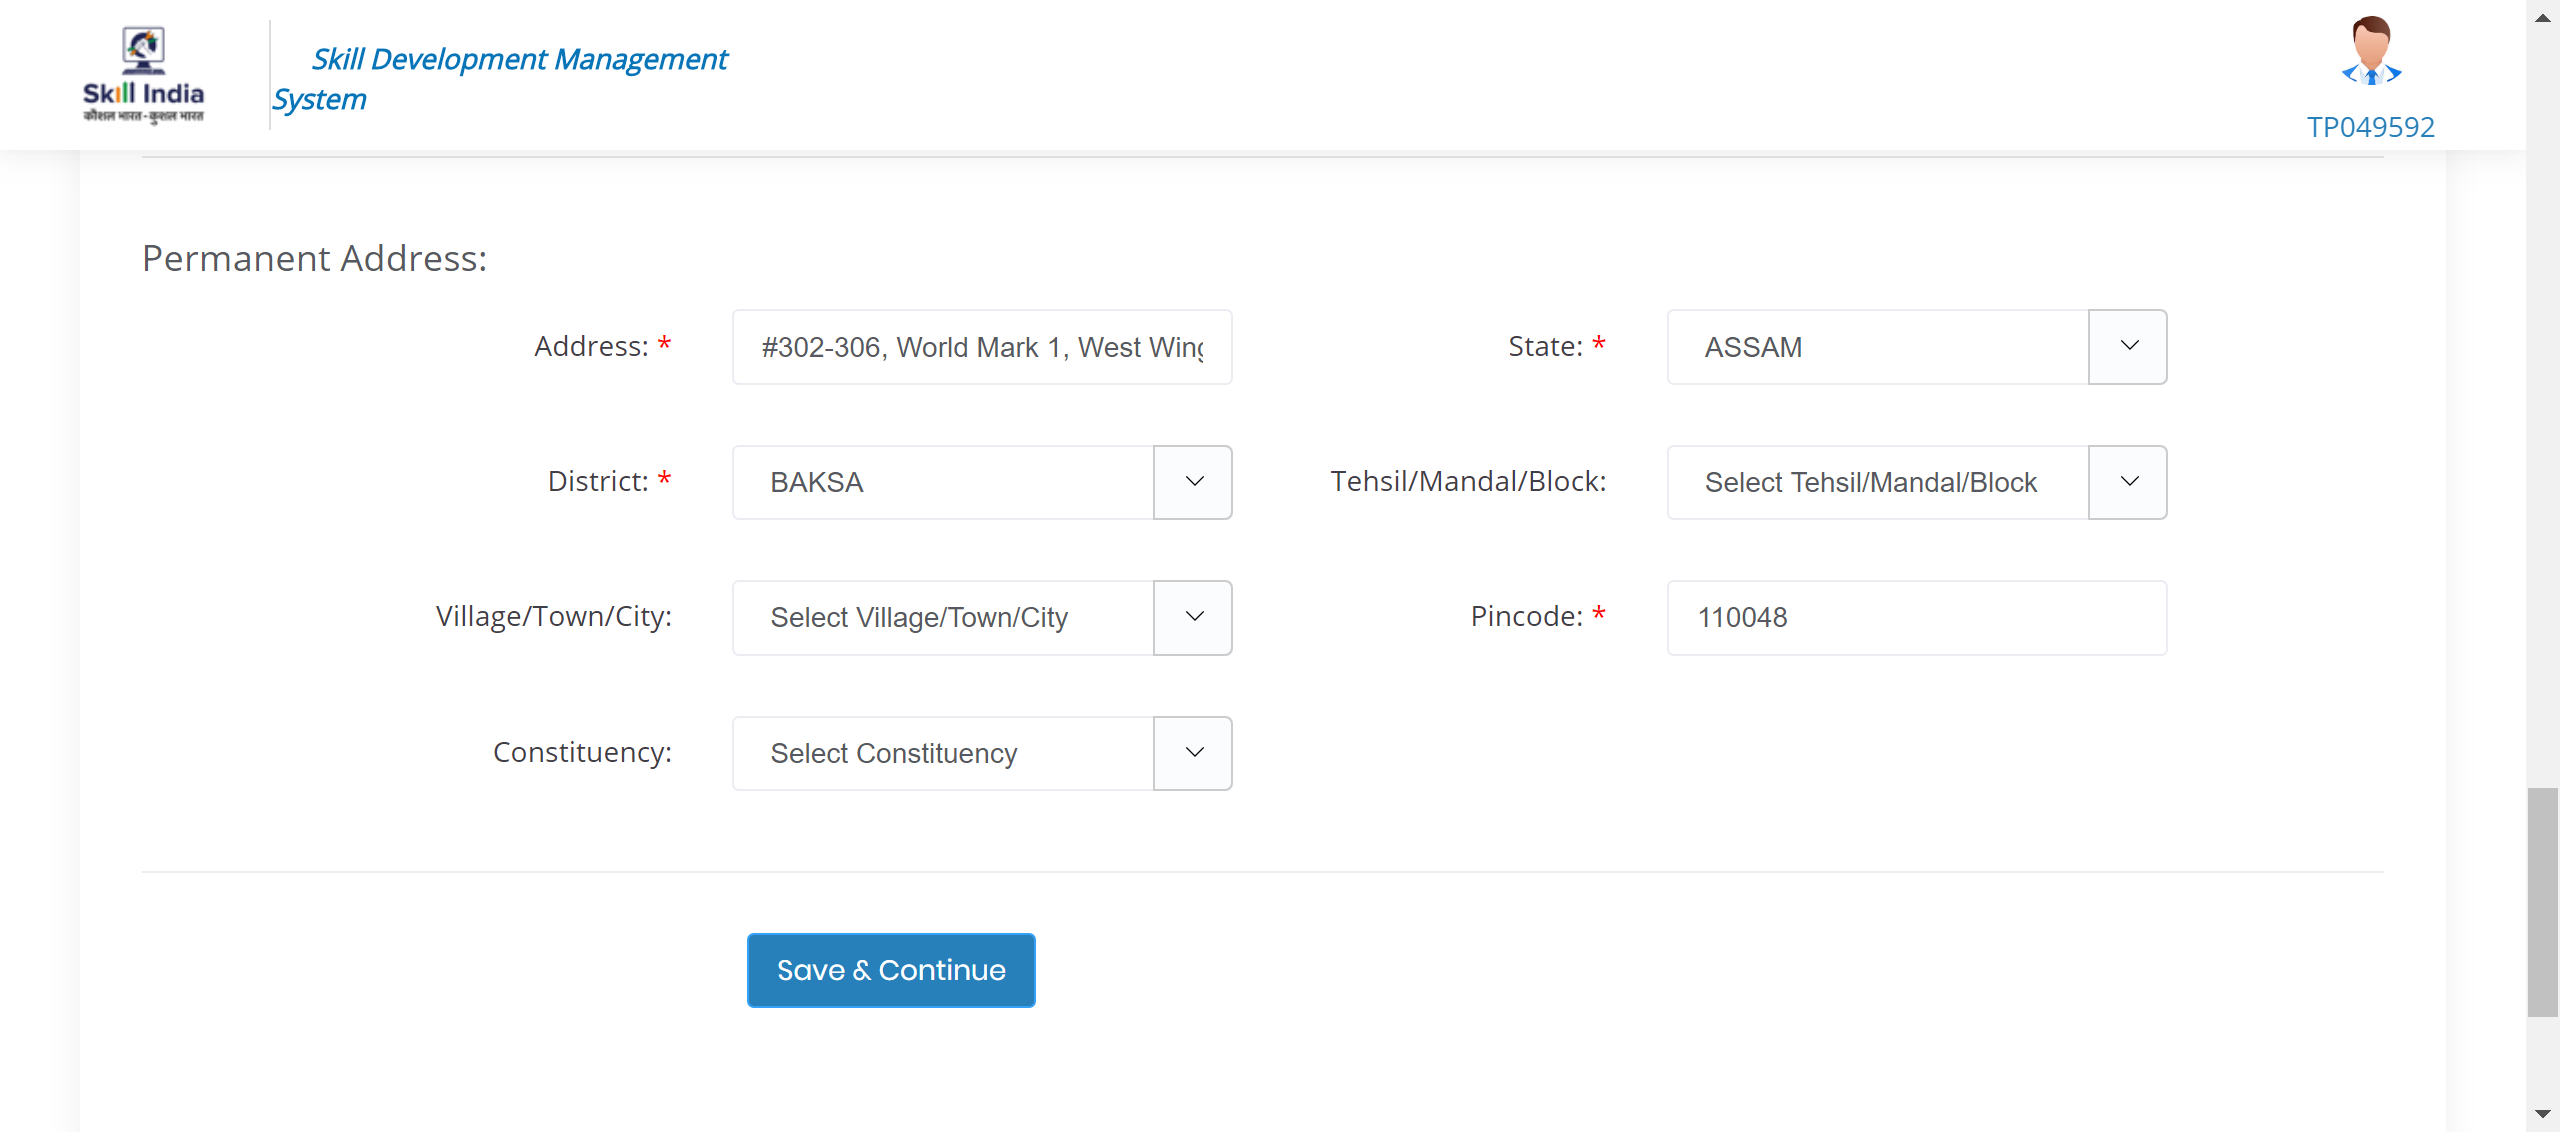 Skill India
कौशल भारत-कुशल भारत
Skill Development Management
System
TP049592
Permanent Address:
Address: *
#302-306, World Mark 1, West Wing
State: *
ASSAM
District: *
BAKSA
Tehsil/Mandal/Block:
Select Tehsil/Mandal/Block
Village/Town/City:
Select Village/Town/City
Pincode: *
110048
Constituency:
Select Constituency
Save & Continue